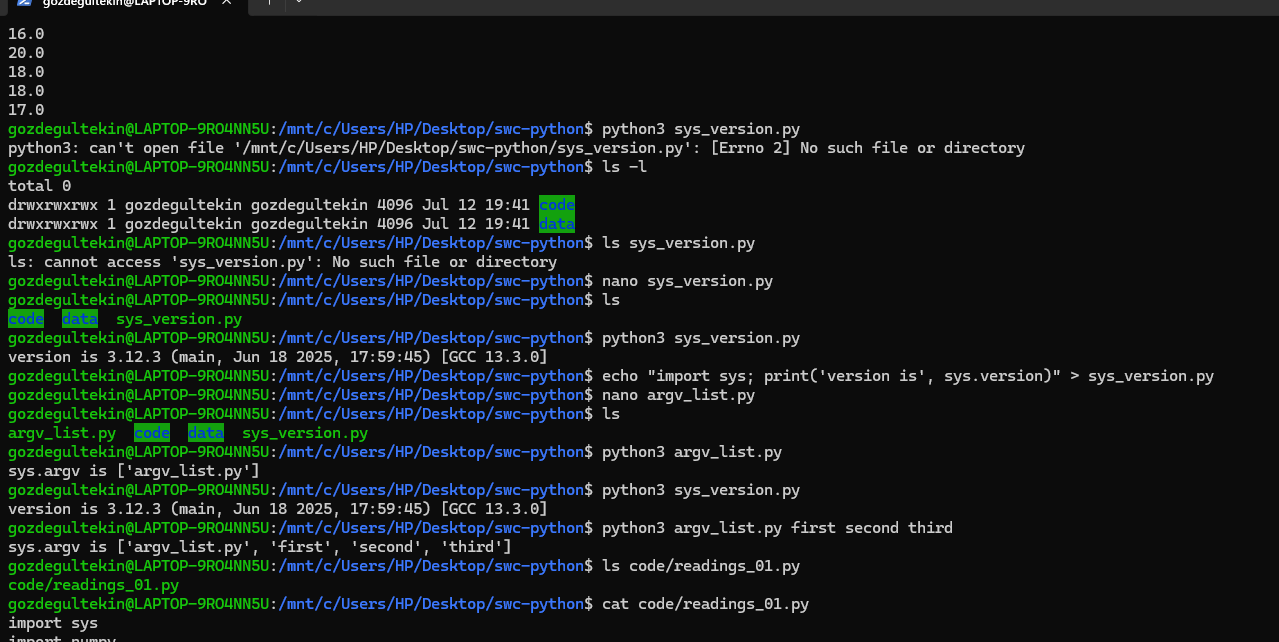 gozdegultekin@LAPTOP-9RO
16.0
20.0
18.0
18.0
17.0
gozdegultekin@LAPTOP-9RO4NN5U:/mnt/c/Users/HP/Desktop/swc-python$ python3 sys_version.py
python3: can't open file '/mnt/c/Users/HP/Desktop/swc-python/sys_version.py': [Errno 2] No such file or directory
gozdegultekin@LAPTOP-9RO4NN5U:/mnt/c/Users/HP/Desktop/swc-python$ ls -l
total 0
drwxrwxrwx 1 gozdegultekin gozdegultekin 4096 Jul 12 19:41 code
drwxrwxrwx 1 gozdegultekin gozdegultekin 4096 Jul 12 19:41 data
gozdegultekin@LAPTOP-9RO4NN5U:/mnt/c/Users/HP/Desktop/swc-python$ ls sys_version.py
ls: cannot access 'sys_version.py': No such file or directory
gozdegultekin@LAPTOP-9RO4NN5U:/mnt/c/Users/HP/Desktop/swc-python$ nano sys_version.py
gozdegultekin@LAPTOP-9RO4NN5U:/mnt/c/Users/HP/Desktop/swc-python$ ls
code  data  sys_version.py
gozdegultekin@LAPTOP-9RO4NN5U:/mnt/c/Users/HP/Desktop/swc-python$ python3 sys_version.py
version is 3.12.3 (main, Jun 18 2025, 17:59:45) [GCC 13.3.0]
gozdegultekin@LAPTOP-9RO4NN5U:/mnt/c/Users/HP/Desktop/swc-python$ echo "import sys; print('version is', sys.version)" > sys_version.py
gozdegultekin@LAPTOP-9RO4NN5U:/mnt/c/Users/HP/Desktop/swc-python$ nano argv_list.py
gozdegultekin@LAPTOP-9RO4NN5U:/mnt/c/Users/HP/Desktop/swc-python$ ls
argv_list.py  code  data  sys_version.py
gozdegultekin@LAPTOP-9RO4NN5U:/mnt/c/Users/HP/Desktop/swc-python$ python3 argv_list.py
sys.argv is ['argv_list.py']
gozdegultekin@LAPTOP-9RO4NN5U:/mnt/c/Users/HP/Desktop/swc-python$ python3 sys_version.py
version is 3.12.3 (main, Jun 18 2025, 17:59:45) [GCC 13.3.0]
gozdegultekin@LAPTOP-9RO4NN5U:/mnt/c/Users/HP/Desktop/swc-python$ python3 argv_list.py first second third
sys.argv is ['argv_list.py', 'first', 'second', 'third']
gozdegultekin@LAPTOP-9RO4NN5U:/mnt/c/Users/HP/Desktop/swc-python$ ls code/readings_01.py
code/readings_01.py
gozdegultekin@LAPTOP-9RO4NN5U:/mnt/c/Users/HP/Desktop/swc-python$ cat code/readings_01.py
import sys
import numpy